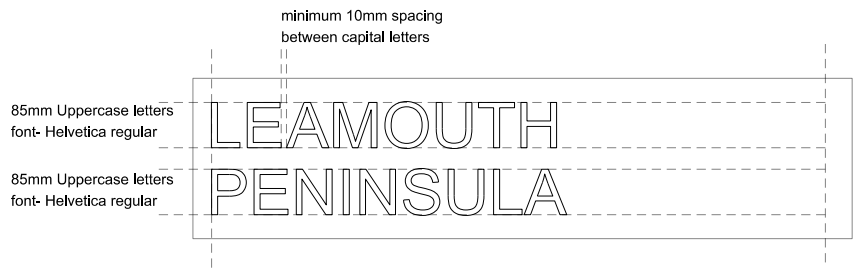 minimum 10mm spacing
between capital letters
85mm Uppercase letters
font- Helvetica regular
LEAMOUTH
85mm Uppercase letters
font- Helvetica regular
PENINSULA